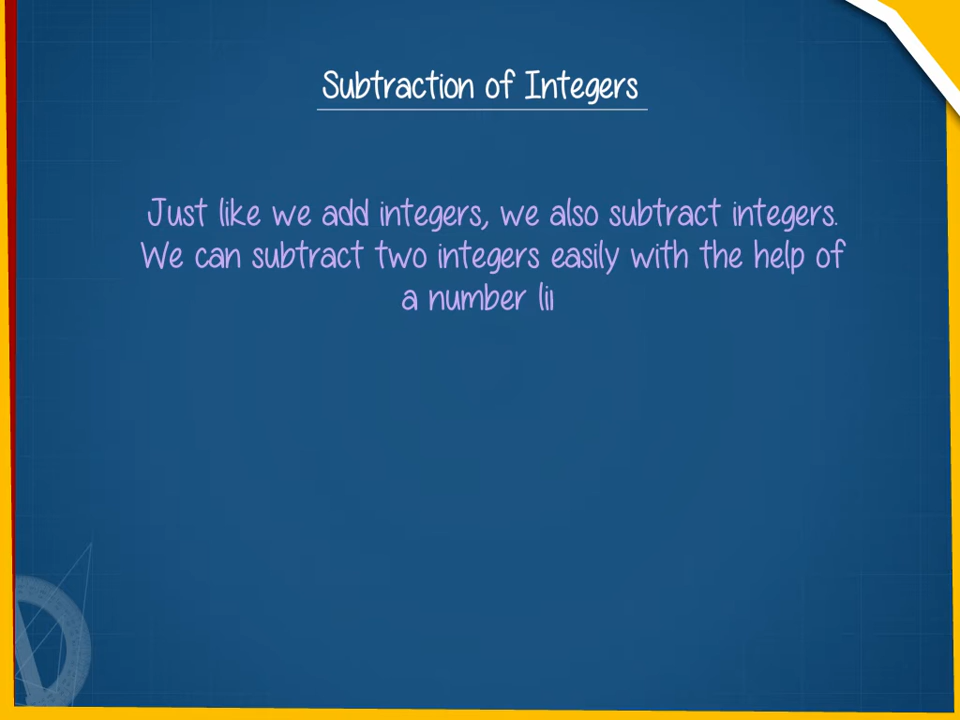 Subtraction of Integers
Just like we add integers, we also subtract integers.
We can subtract two integers easily with the help of
a number